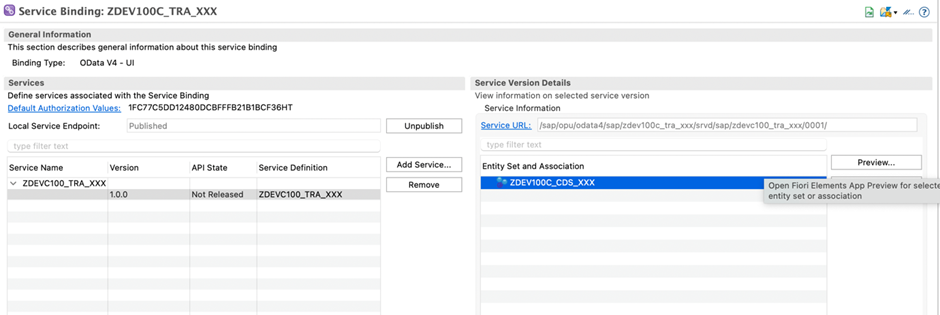 Service Binding: ZDEV100C_TRA_XXX
General Information
This section describes general information about this service binding
Binding Type: OData V4 - UI
Services
Define services associated with the Service Binding
Default Authorization Values: 1FC77C5DD12480DCBFFFB21B1BCF36HT
Local Service Endpoint: Published Unpublish
type filter text
Service Name Version API State Service Definition
ZDEVC100_TRA_XXX
1.0.0 Not Released ZDEVC100_TRA_XXX
Add Service...
Remove
Service Version Details
View information on selected service version
Service Information
Service URL: /sap/opu/odata4/sap/zdev100c_tra_xxx/srvd/sap/zdevc100_tra_xxx/0001/
type filter text
Entity Set and Association
Preview...
ZDEV100C_CDS_XXX
Open Fiori Elements App Preview for selecte
entity set or association